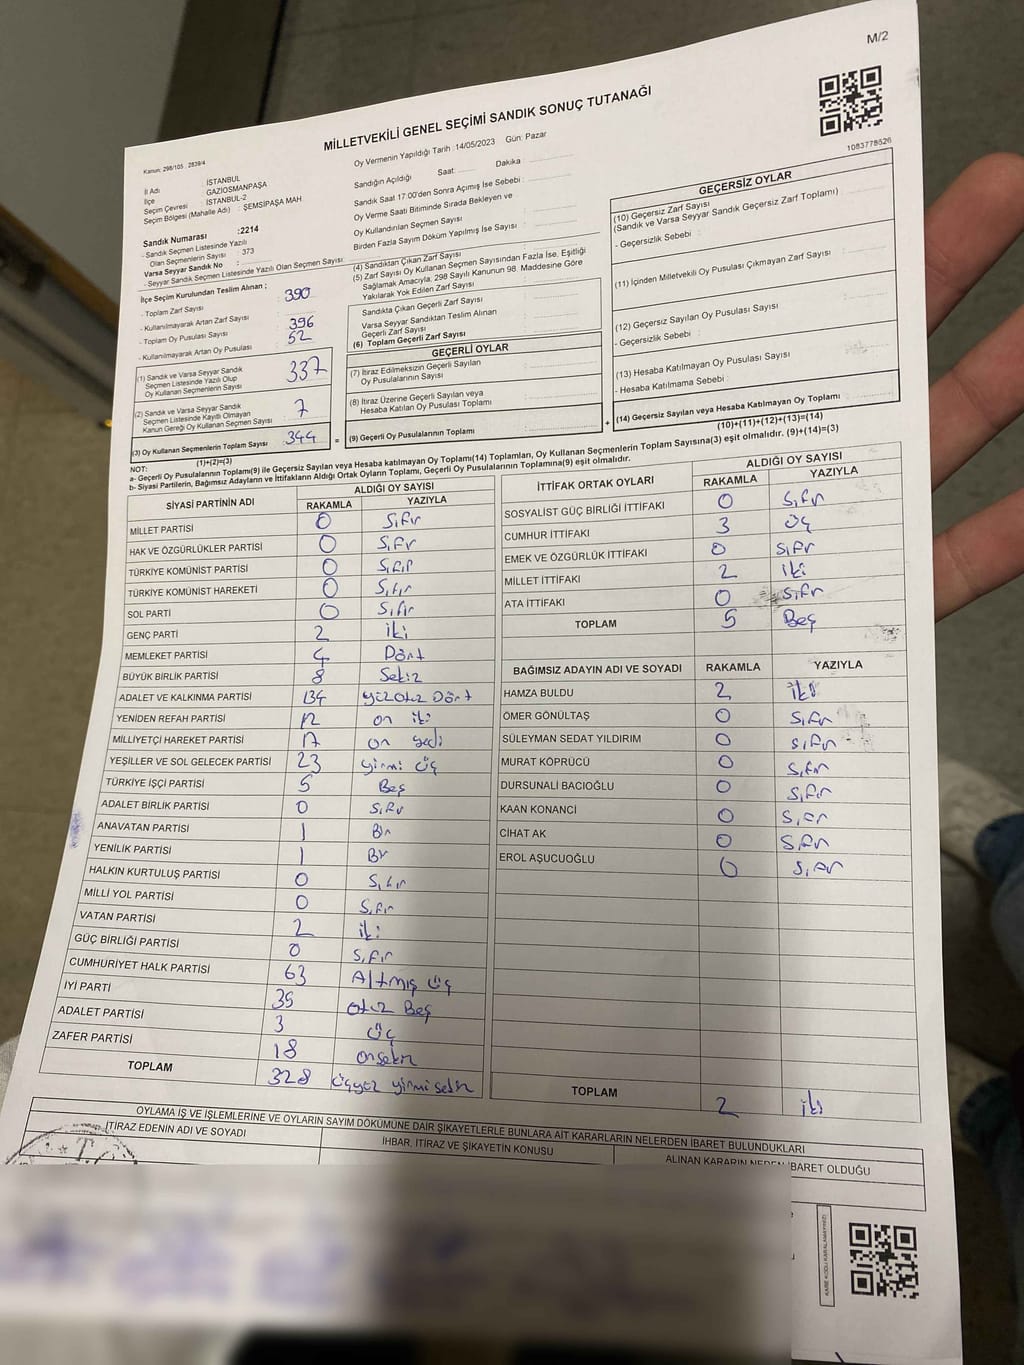 M/2
MİLLETVEKİLİ GENEL SEÇİMİ SANDIK SONUÇ TUTANAĞI
1083778626
Kanun: 298/105 . 2839/4
İl Adı : İSTANBUL
İlçe GAZİOSMANPAŞA
Seçim Çevresi : İSTANBUL-2
Seçim Bölgesi (Mahalle Adı) : ŞEMSİPAŞA MAH
Sandık Numarası :2214
- Sandık Seçmen Listesinde Yazılı
Olan Seçmenlerin Sayısı : 373
Varsa Seyyar Sandık No :
- Seyyar Sandık Seçmen Listesinde Yazılı Olan Seçmen Sayısı :
İlçe Seçim Kurulundan Teslim Alınan ;
- Toplam Zarf Sayısı 390
- Kullanılmayarak Artan Zarf Sayısı
- Toplam Oy Pusulası Sayısı 396
- Kullanılmayarak Artan Oy Pusulası 52
(1) Sandık ve Varsa Seyyar Sandık
Seçmen Listesinde Yazılı Olup
Oy Kullanan Seçmenlerin Sayısı 337
(2) Sandık ve Varsa Seyyar Sandık
Seçmen Listesinde Kayıtlı Olmayan
Kanun Gereği Oy Kullanan Seçmen Sayısı 7
(3) Oy Kullanan Seçmenlerin Toplam Sayısı 344 =
(1)+(2)=(3)
Oy Vermenin Yapıldığı Tarih :14/05/2023 Gün: Pazar
Sandığın Açıldığı Saat Dakika
Sandık Saat 17:00'den Sonra Açımış İse Sebebi :
Oy Verme Saati Bitiminde Sırada Bekleyen ve
Oy Kullandırılan Seçmen Sayısı
Birden Fazla Sayım Döküm Yapılmış İse Sayısı :
(4) Sandıktan Çıkan Zarf Sayısı
(5) Zarf Sayısı Oy Kullanan Seçmen Sayısından Fazla İse, Eşitliği
Sağlamak Amacıyla, 298 Sayılı Kanunun 98. Maddesine Göre
Yakılarak Yok Edilen Zarf Sayısı
Sandıkta Çıkan Geçerli Zarf Sayısı
Varsa Seyyar Sandıktan Teslim Alınan
Geçerli Zarf Sayısı
(6) Toplam Geçerli Zarf Sayısı
GEÇERLİ OYLAR
(7) İtiraz Edilmeksizin Geçerli Sayılan
Oy Pusulalarının Sayısı
(8) İtiraz Üzerine Geçerli Sayılan veya
Hesaba Katılan Oy Pusulası Toplamı
(9) Geçerli Oy Pusulalarının Toplamı +
GEÇERSİZ OYLAR
(10) Geçersiz Zarf Sayısı
(Sandık ve Varsa Seyyar Sandık Geçersiz Zarf Toplamı) :
- Geçersizlik Sebebi :
(11) İçinden Milletvekili Oy Pusulası Çıkmayan Zarf Sayısı
(12) Geçersiz Sayılan Oy Pusulası Sayısı
- Geçersizlik Sebebi :
(13) Hesaba Katılmayan Oy Pusulası Sayısı
- Hesaba Katılmama Sebebi :
(14) Geçersiz Sayılan veya Hesaba Katılmayan Oy Toplamı :
(10)+(11)+(12)+(13)=(14)
NOT:
a- Geçerli Oy Pusulalarının Toplamı(9) ile Geçersiz Sayılan veya Hesaba katılmayan Oy Toplamı(14) Toplamları, Oy Kullanan Seçmenlerin Toplam Sayısına(3) eşit olmalıdır. (9)+(14)=(3)
b- Siyasi Partilerin, Bağımsız Adayların ve İttifakların Aldığı Ortak Oyların Toplamı, Geçerli Oy Pusulalarının Toplamına(9) eşit olmalıdır.
SİYASİ PARTİNİN ADI ALDIĞI OY SAYISI
RAKAMLA YAZIYLA
MİLLET PARTİSİ 0 Sıfır
HAK VE ÖZGÜRLÜKLER PARTİSİ 0 Sıfır
TÜRKİYE KOMÜNİST PARTİSİ 0 Sıfır
TÜRKİYE KOMÜNİST HAREKETİ 0 Sıfır
SOL PARTİ 0 Sıfır
GENÇ PARTİ 2 iki
MEMLEKET PARTİSİ 4 Dört
BÜYÜK BİRLİK PARTİSİ 8 Sekiz
ADALET VE KALKINMA PARTİSİ 134 yüzotuz Dört
YENİDEN REFAH PARTİSİ 12 on iki
MİLLİYETÇİ HAREKET PARTİSİ 17 on yedi
YEŞİLLER VE SOL GELECEK PARTİSİ 23 yirmi üç
TÜRKİYE İŞÇİ PARTİSİ 5 Beş
ADALET BİRLİK PARTİSİ 0 Sıfır
ANAVATAN PARTİSİ 1 Bir
YENİLİK PARTİSİ 1 Bir
HALKIN KURTULUŞ PARTİSİ 0 Sıfır
MİLLİ YOL PARTİSİ 0 Sıfır
VATAN PARTİSİ 2 iki
GÜÇ BİRLİĞİ PARTİSİ 0 Sıfır
CUMHURİYET HALK PARTİSİ 63 Altmış üç
İYİ PARTİ 35 otuz Beş
ADALET PARTİSİ 3 üç
ZAFER PARTİSİ 18 onsekiz
TOPLAM 328 üçyüz yirmisekiz
İTTİFAK ORTAK OYLARI ALDIĞI OY SAYISI
RAKAMLA YAZIYLA
SOSYALİST GÜÇ BİRLİĞİ İTTİFAKI 0 Sıfır
CUMHUR İTTİFAKI 3 üç
EMEK VE ÖZGÜRLÜK İTTİFAKI 0 Sıfır
MİLLET İTTİFAKI 2 iki
ATA İTTİFAKI 0 Sıfır
TOPLAM 5 Beş
BAĞIMSIZ ADAYIN ADI VE SOYADI RAKAMLA YAZIYLA
HAMZA BULDU 2 iki
ÖMER GÖNÜLTAŞ 0 Sıfır
SÜLEYMAN SEDAT YILDIRIM 0 Sıfır
MURAT KÖPRÜCÜ 0 Sıfır
DURSUNALİ BACIOĞLU 0 Sıfır
KAAN KONANCİ 0 Sıfır
CİHAT AK 0 Sıfır
EROL AŞUCUOĞLU 0 Sıfır
TOPLAM 2 iki
OYLAMA İŞ VE İŞLEMLERİNE VE OYLARIN SAYIM DÖKÜMÜNE DAİR ŞİKAYETLERLE BUNLARA AİT KARARLARIN NELERDEN İBARET BULUNDUKLARI
İTİRAZ EDENİN ADI VE SOYADI İHBAR, İTİRAZ VE ŞİKAYETİN KONUSU ALINAN KARARIN NEDEN İBARET OLDUĞU